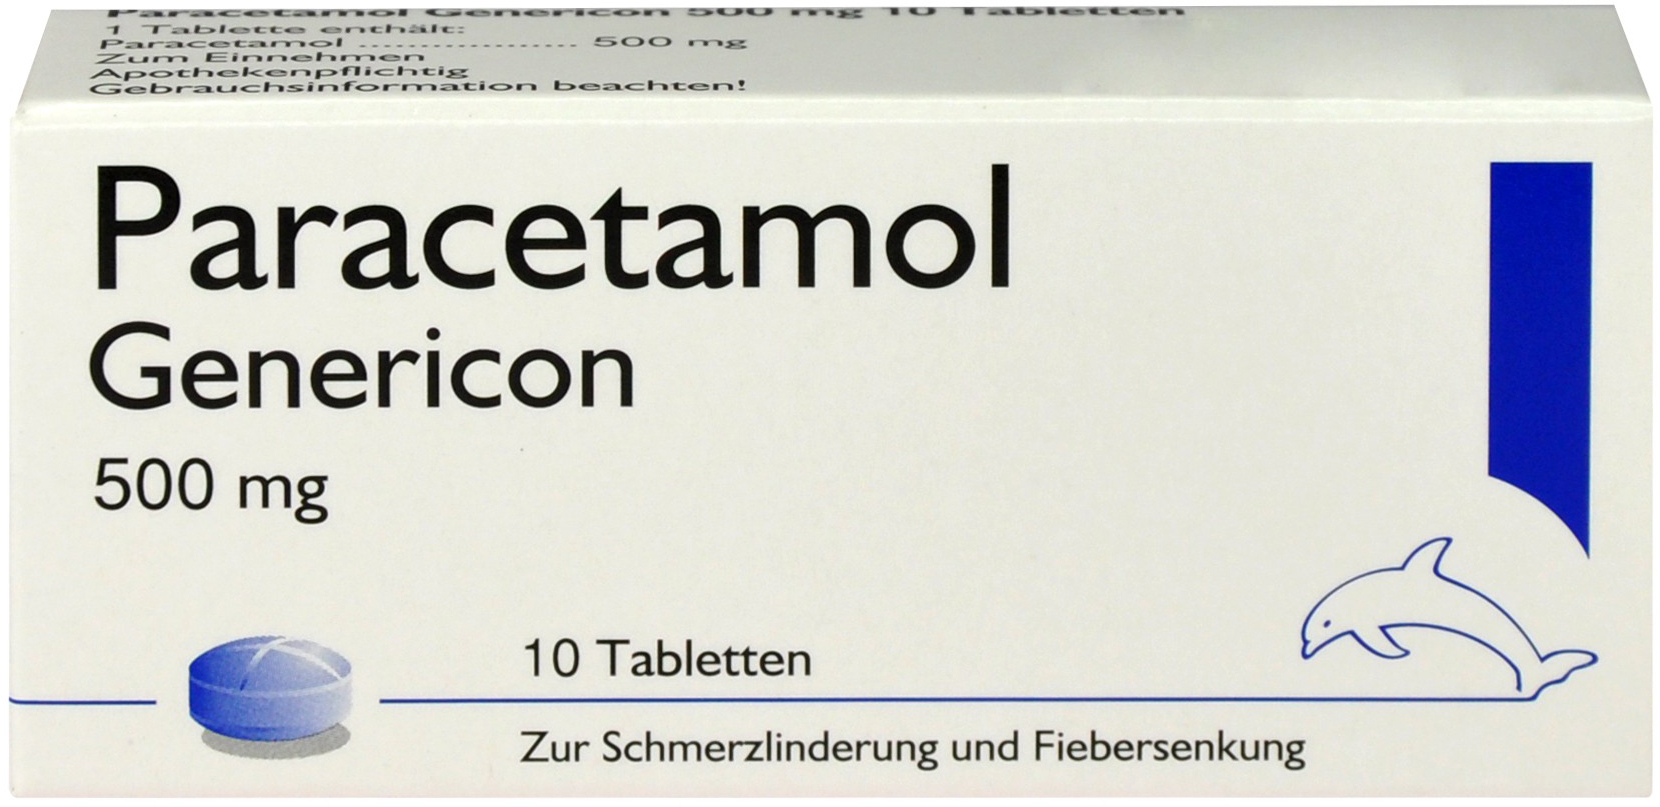 Paracetamol Genericon 500 mg 10 Tabletten
1 Tablette enthält:
Paracetamol ................... 500 mg
Zum Einnehmen
Apothekenpflichtig
Gebrauchsinformation beachten!
Paracetamol
Genericon
500 mg
10 Tabletten
Zur Schmerzlinderung und Fiebersenkung